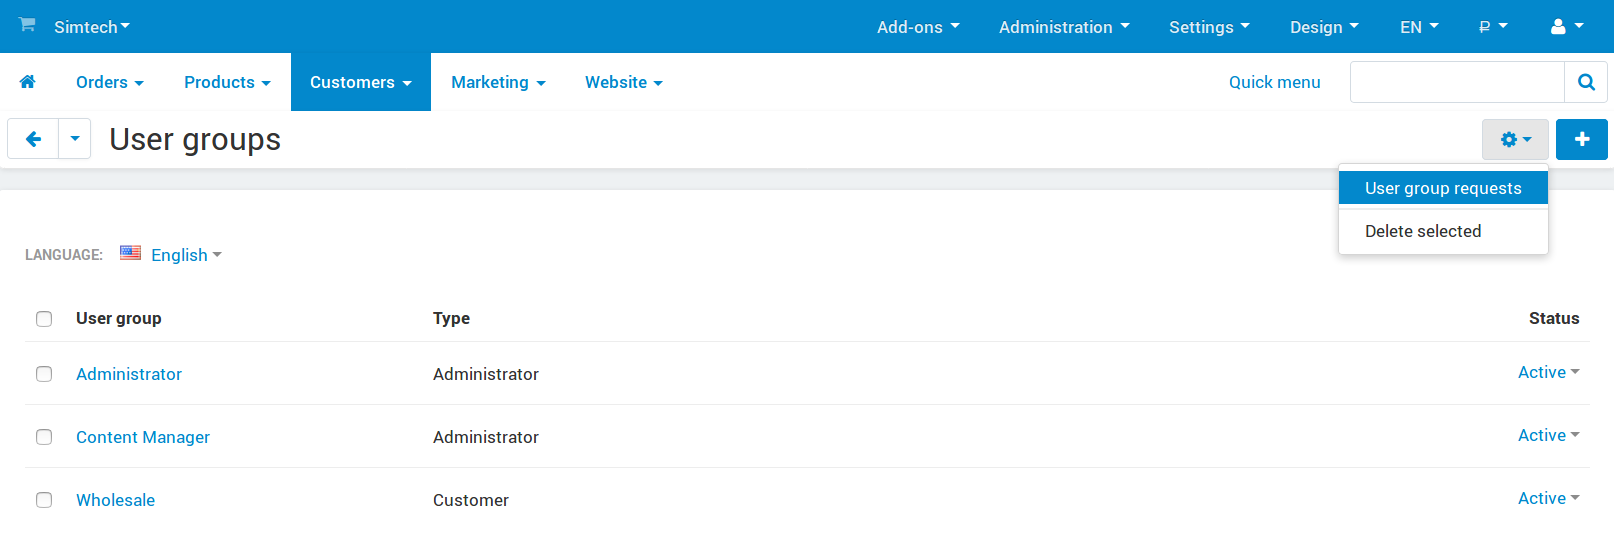 Simtech Add-ons Administration Settings Design EN ₽
Orders Products Customers Marketing Website Quick menu
User groups
User group requests
Delete selected
LANGUAGE: English
User group Type Status
Administrator Administrator Active
Content Manager Administrator Active
Wholesale Customer Active